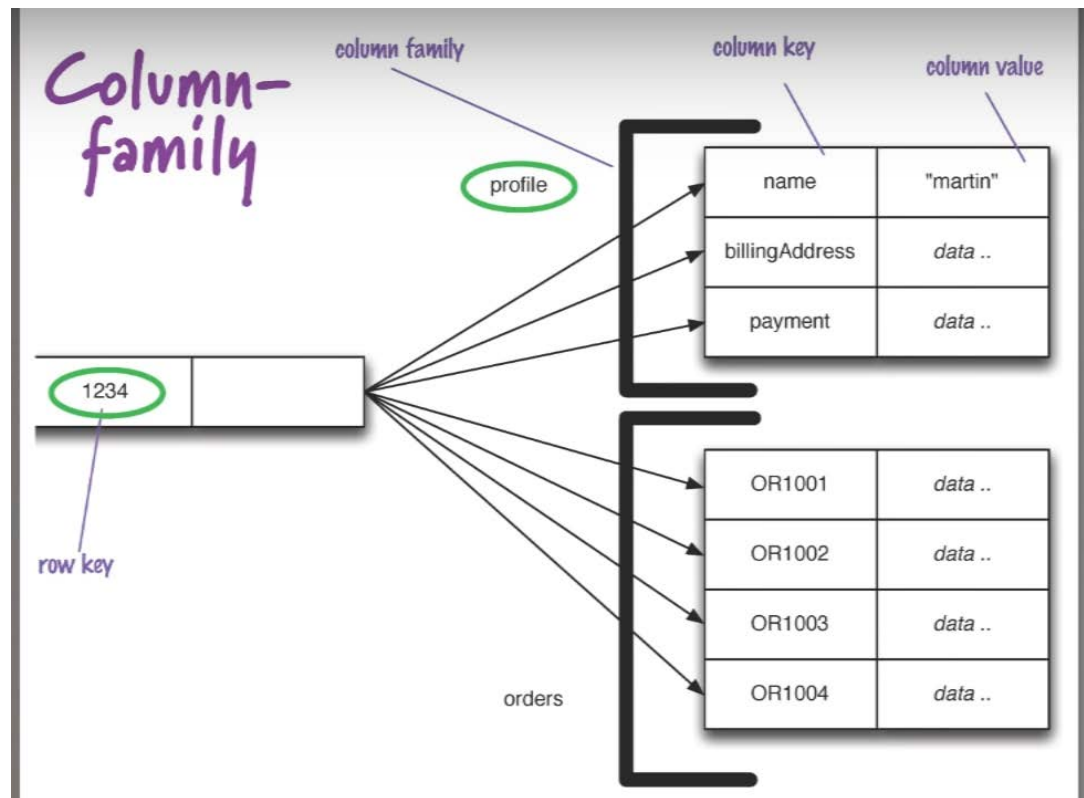 Column-
family
column family
column key
column value
profile
name
"martin"
billingAddress
data ..
payment
data ..
1234
row key
OR1001
data ..
OR1002
data ..
OR1003
data ..
OR1004
data ..
orders